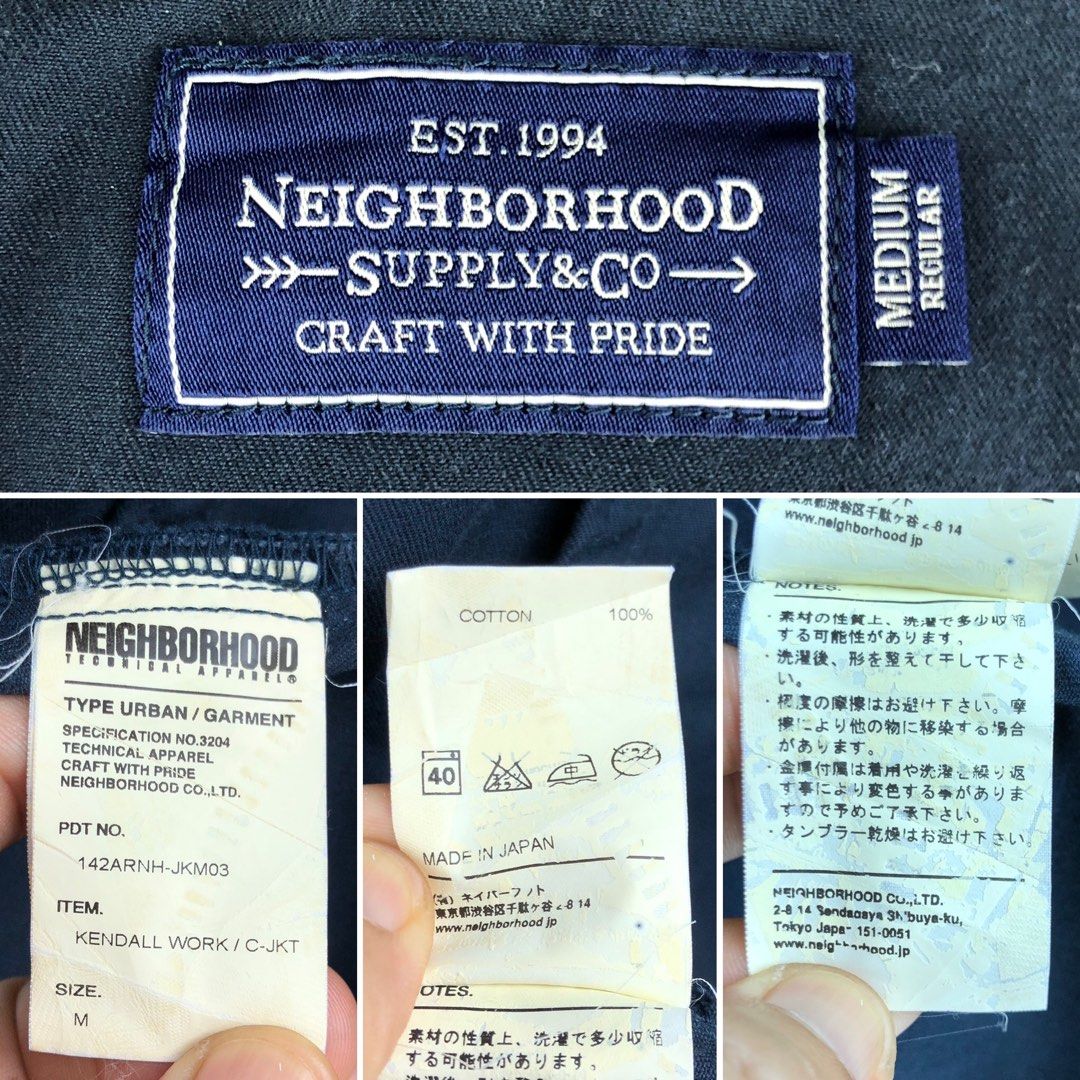 EST.1994
NEIGHBORHOOD
SUPPLY&CO
CRAFT WITH PRIDE
MEDIUM
REGULAR
NEIGHBORHOOD
TECHNICAL APPAREL®
TYPE URBAN / GARMENT
SPECIFICATION NO.3204
TECHNICAL APPAREL
CRAFT WITH PRIDE
NEIGHBORHOOD CO.,LTD.
PDT NO.
142ARNH-JKM03
ITEM.
KENDALL WORK / C-JKT
SIZE.
M
COTTON 100%
40
エンソ
中
ドライ
MADE IN JAPAN
ネイバーフッド
東京都渋谷区千駄ヶ谷 2-8 14
www.neighborhood.jp
NOTES.
素材の性質上、洗濯で多少収縮
する可能性があります。
東京都渋谷区千駄ヶ谷 2-8 14
www.neighborhood jp
NOTES.
・素材の性質上、洗濯で多少収縮
する可能性があります。
・洗濯後、形を整えて干して下さ
い。
・極度の摩擦はお避け下さい。摩
擦により他の物に移染する場合
があります。
・金属付属は着用や洗濯を繰り返
す事により変色する事がありま
すので予めご了承下さい。
・タンブラー乾燥はお避け下さい
NEIGHBORHOOD CO.,LTD.
2-8 14 Sendagaya Shibuya-ku,
Tokyo Japan 151-0051
www.neighborhood.jp